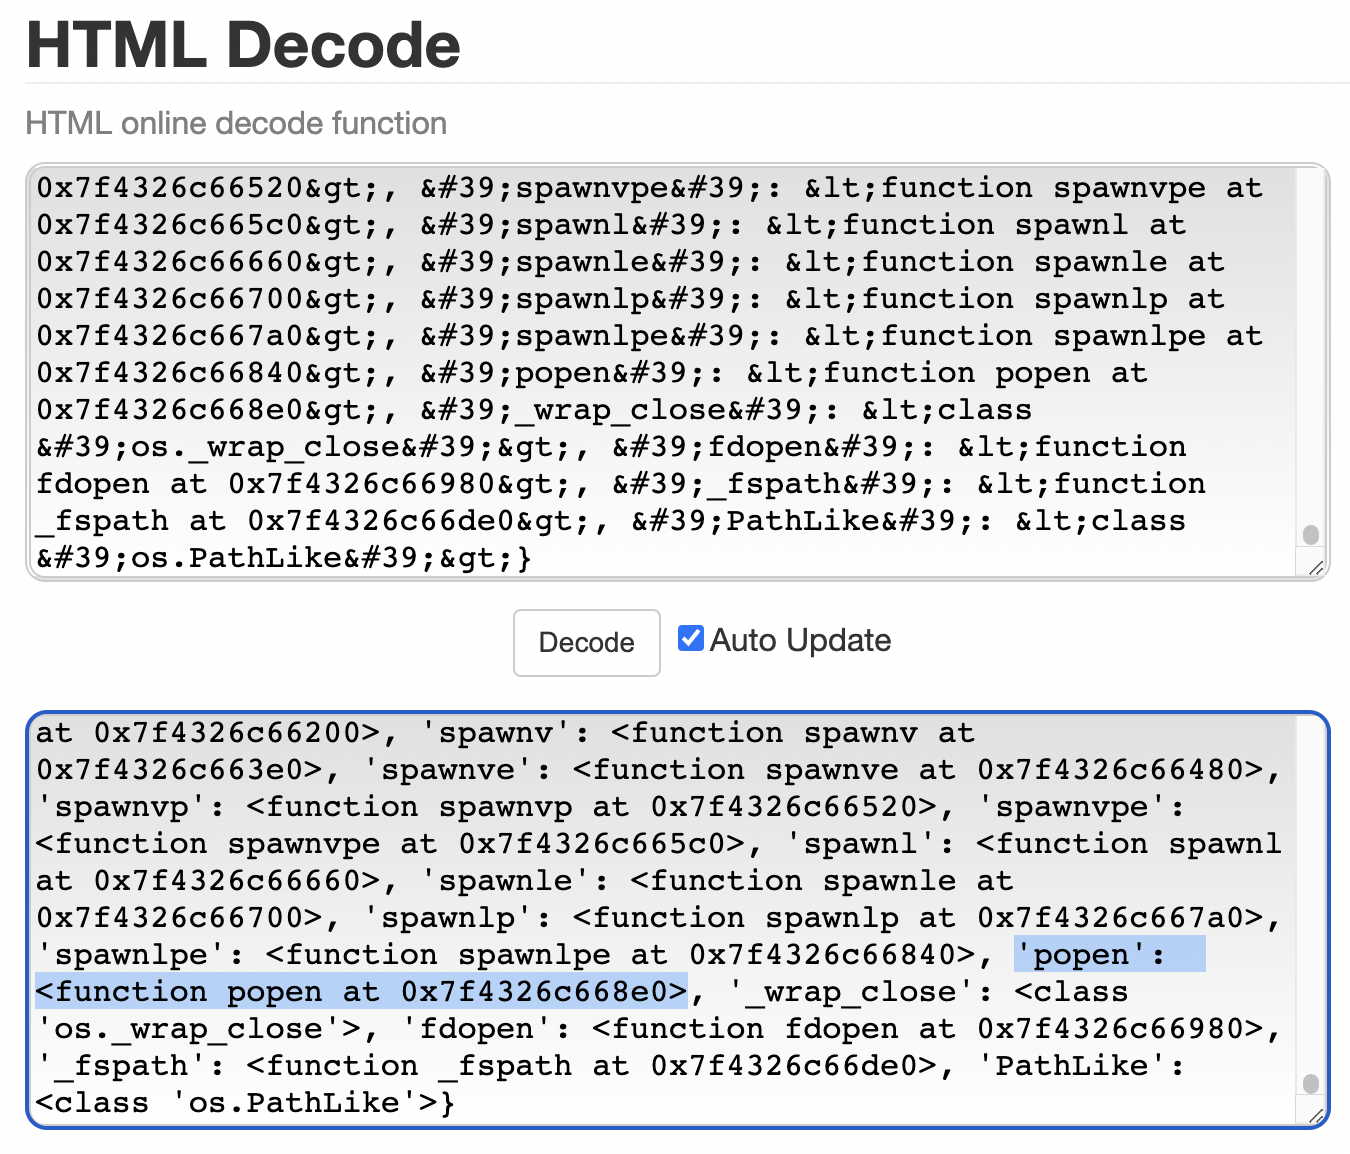 HTML Decode
HTML online decode function
0x7f4326c66520&gt;, &#39;spawnvpe&#39;: &lt;function spawnvpe at
0x7f4326c665c0&gt;, &#39;spawnl&#39;: &lt;function spawnl at
0x7f4326c66660&gt;, &#39;spawnle&#39;: &lt;function spawnle at
0x7f4326c66700&gt;, &#39;spawnlp&#39;: &lt;function spawnlp at
0x7f4326c667a0&gt;, &#39;spawnlpe&#39;: &lt;function spawnlpe at
0x7f4326c66840&gt;, &#39;popen&#39;: &lt;function popen at
0x7f4326c668e0&gt;, &#39;_wrap_close&#39;: &lt;class
&#39;os._wrap_close&#39;&gt;, &#39;fdopen&#39;: &lt;function
fdopen at 0x7f4326c66980&gt;, &#39;_fspath&#39;: &lt;function
_fspath at 0x7f4326c66de0&gt;, &#39;PathLike&#39;: &lt;class
&#39;os.PathLike&#39;&gt;}
Decode Auto Update
at 0x7f4326c66200>, 'spawnv': <function spawnv at
0x7f4326c663e0>, 'spawnve': <function spawnve at 0x7f4326c66480>,
'spawnvp': <function spawnvp at 0x7f4326c66520>, 'spawnvpe':
<function spawnvpe at 0x7f4326c665c0>, 'spawnl': <function spawnl
at 0x7f4326c66660>, 'spawnle': <function spawnle at
0x7f4326c66700>, 'spawnlp': <function spawnlp at 0x7f4326c667a0>,
'spawnlpe': <function spawnlpe at 0x7f4326c66840>, 'popen':
<function popen at 0x7f4326c668e0>, '_wrap_close': <class
'os._wrap_close'>, 'fdopen': <function fdopen at 0x7f4326c66980>,
'_fspath': <function _fspath at 0x7f4326c66de0>, 'PathLike':
<class 'os.PathLike'>}